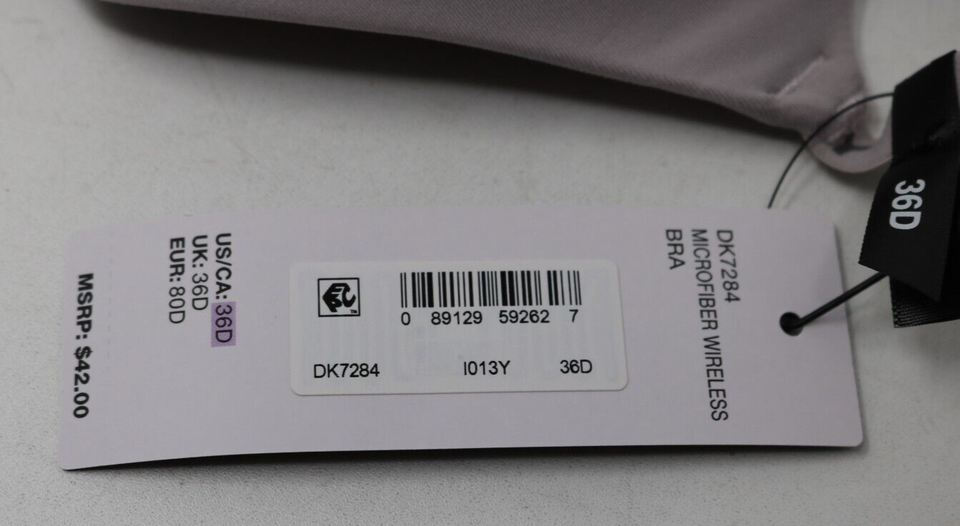 MSRP: $42.00
US/CA: 36D
UK: 36D
EUR: 80D
0 89129 59262 7
DK7284 I013Y 36D
DK7284
MICROFIBER WIRELESS
BRA
36D